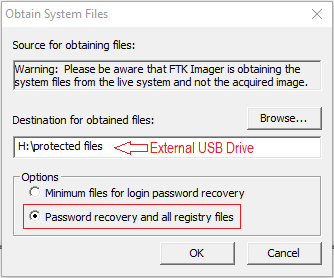 Obtain System Files
Source for obtaining files:
Warning: Please be aware that FTK Imager is obtaining the
system files from the live system and not the acquired image.
Destination for obtained files:
Browse...
H:\protected files
External USB Drive
Options
Minimum files for login password recovery
Password recovery and all registry files
OK
Cancel